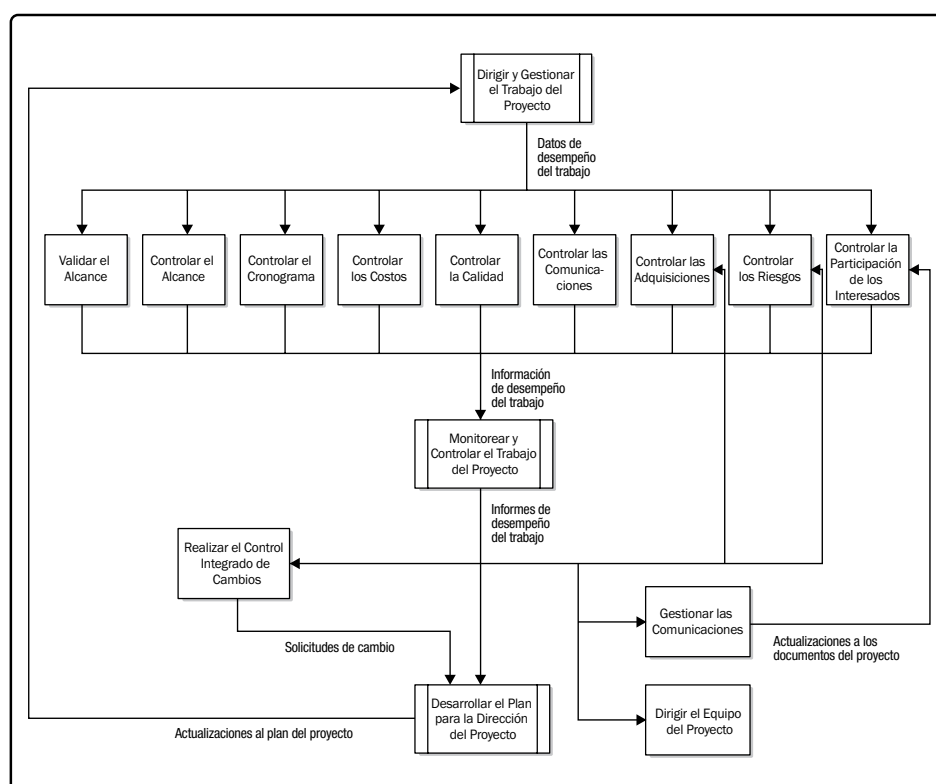 Dirigir y Gestionar
el Trabajo del
Proyecto
Datos de
desempeño
del trabajo
Validar el
Alcance
Controlar el
Alcance
Controlar el
Cronograma
Controlar
los Costos
Controlar
la Calidad
Controlar las
Comunica-
ciones
Controlar las
Adquisiciones
Controlar
los Riesgos
Controlar la
Participación
de los
Interesados
Información
de desempeño
del trabajo
Monitorear y
Controlar el Trabajo
del Proyecto
Informes de
desempeño
del trabajo
Realizar el Control
Integrado de
Cambios
Gestionar las
Comunicaciones
Solicitudes de cambio
Actualizaciones a los
documentos del proyecto
Desarrollar el Plan
para la Dirección
del Proyecto
Dirigir el Equipo
del Proyecto
Actualizaciones al plan del proyecto